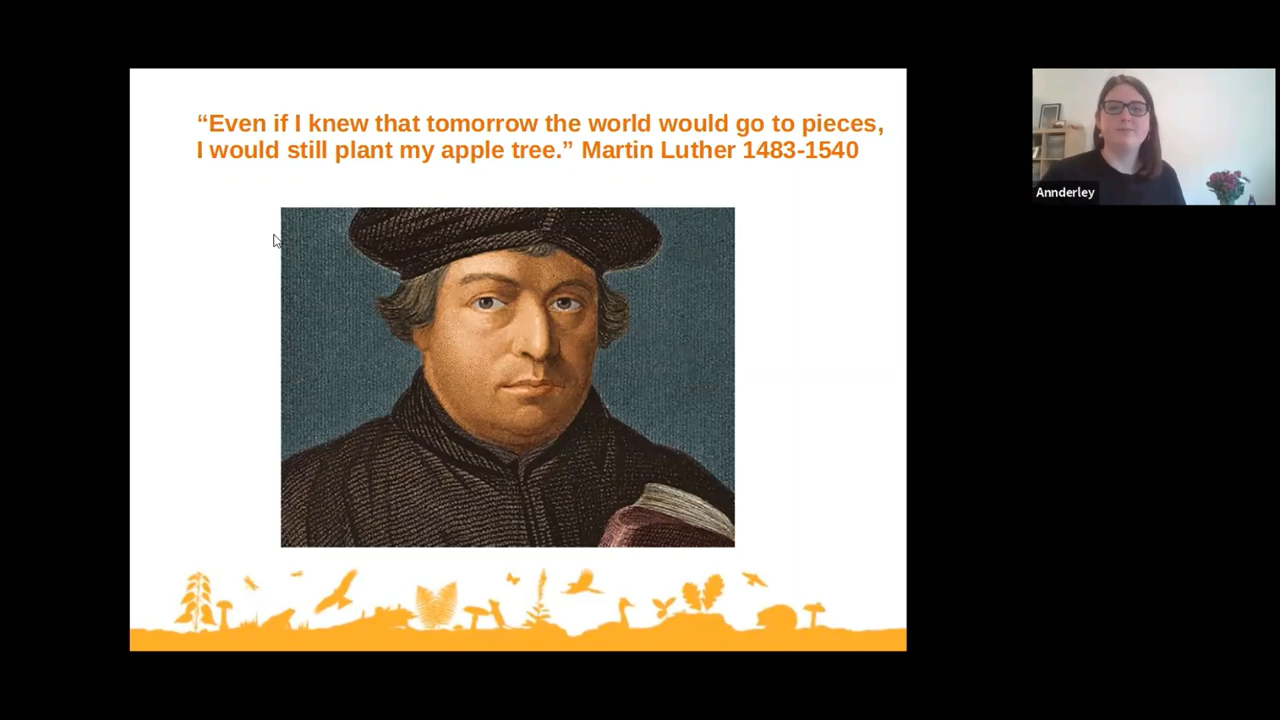 “Even if I knew that tomorrow the world would go to pieces,
I would still plant my apple tree.” Martin Luther 1483-1540
Annderley